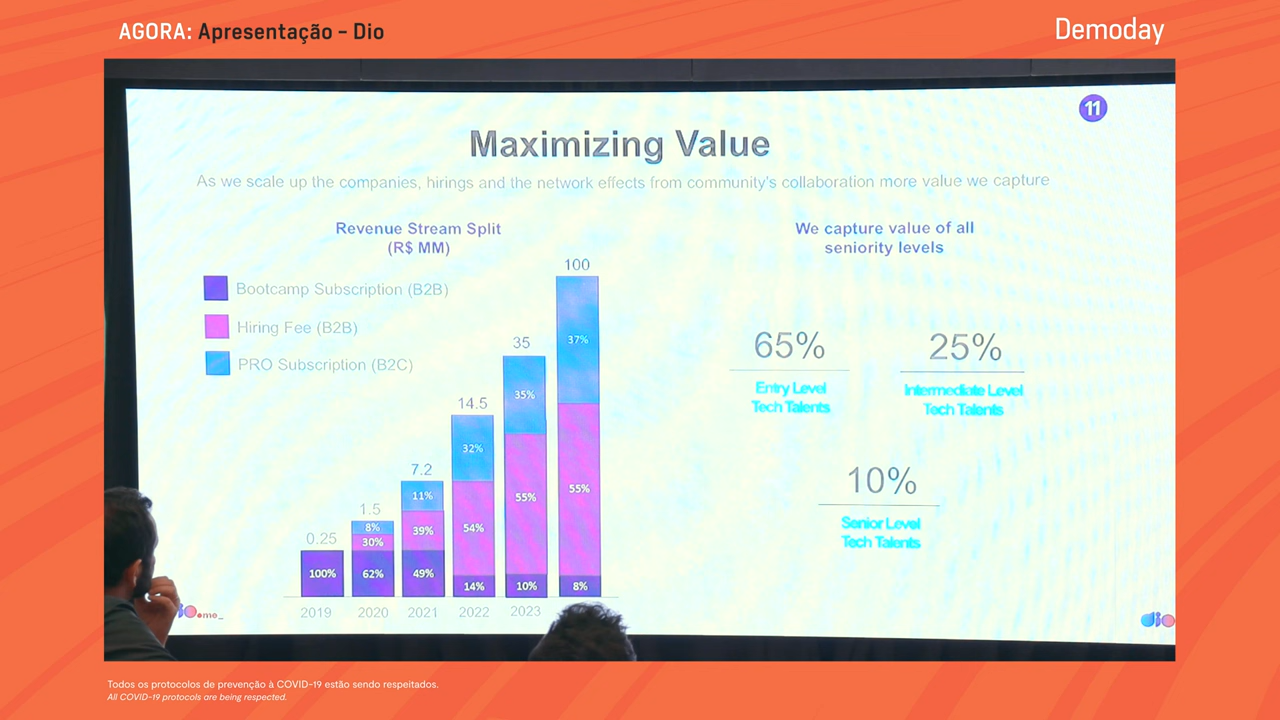 AGORA: Apresentação - Dio
Demoday
11
Maximizing Value
As we scale up the companies, hirings and the network effects from community's collaboration more value we capture
Revenue Stream Split
(R$ MM)
Bootcamp Subscription (B2B)
Hiring Fee (B2B)
PRO Subscription (B2C)
0.25
1.5
7.2
14.5
35
100
100%
62%
30%
8%
49%
39%
11%
14%
54%
32%
10%
55%
35%
8%
55%
37%
2019
2020
2021
2022
2023
We capture value of all
seniority levels
65%
Entry Level
Tech Talents
25%
Intermediate Level
Tech Talents
10%
Senior Level
Tech Talents
dio
Todos os protocolos de prevenção à COVID-19 estão sendo respeitados.
All COVID-19 protocols are being respected.